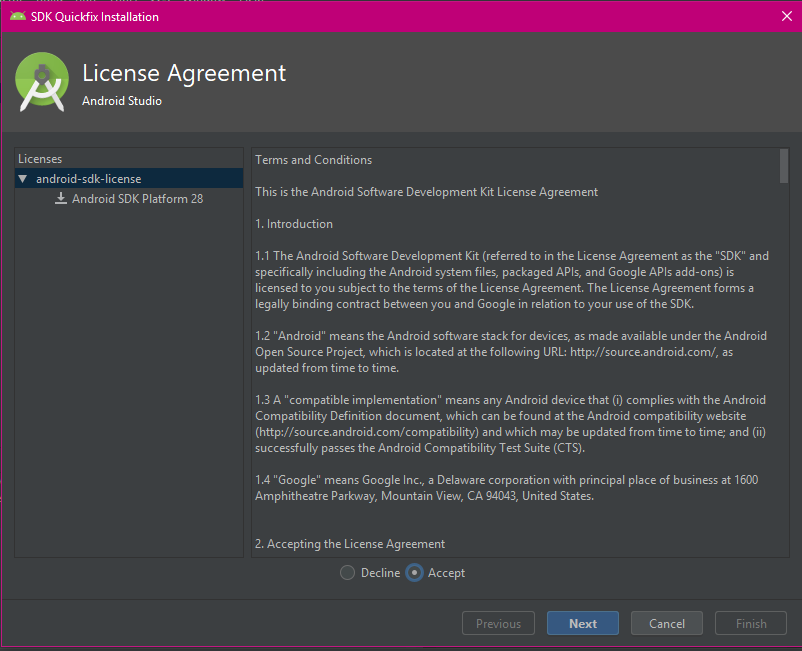 SDK Quickfix Installation
License Agreement
Android Studio
Licenses
android-sdk-license
Android SDK Platform 28
Terms and Conditions
This is the Android Software Development Kit License Agreement
1. Introduction
1.1 The Android Software Development Kit (referred to in the License Agreement as the "SDK" and
specifically including the Android system files, packaged APIs, and Google APIs add-ons) is
licensed to you subject to the terms of the License Agreement. The License Agreement forms a
legally binding contract between you and Google in relation to your use of the SDK.
1.2 "Android" means the Android software stack for devices, as made available under the Android
Open Source Project, which is located at the following URL: http://source.android.com/, as
updated from time to time.
1.3 A "compatible implementation" means any Android device that (i) complies with the Android
Compatibility Definition document, which can be found at the Android compatibility website
(http://source.android.com/compatibility) and which may be updated from time to time; and (ii)
successfully passes the Android Compatibility Test Suite (CTS).
1.4 "Google" means Google Inc., a Delaware corporation with principal place of business at 1600
Amphitheatre Parkway, Mountain View, CA 94043, United States.
2. Accepting the License Agreement
Decline Accept
Previous Next Cancel Finish